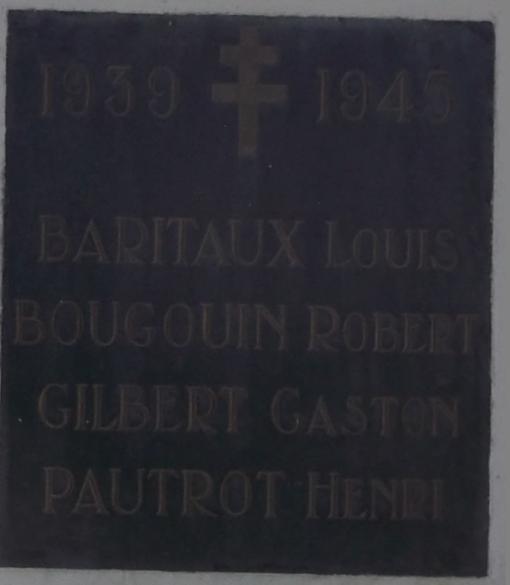 1939 1945
BARITAUX LOUIS
BOUGOUIN ROBERT
GILBERT GASTON
PAUTROT HENRI